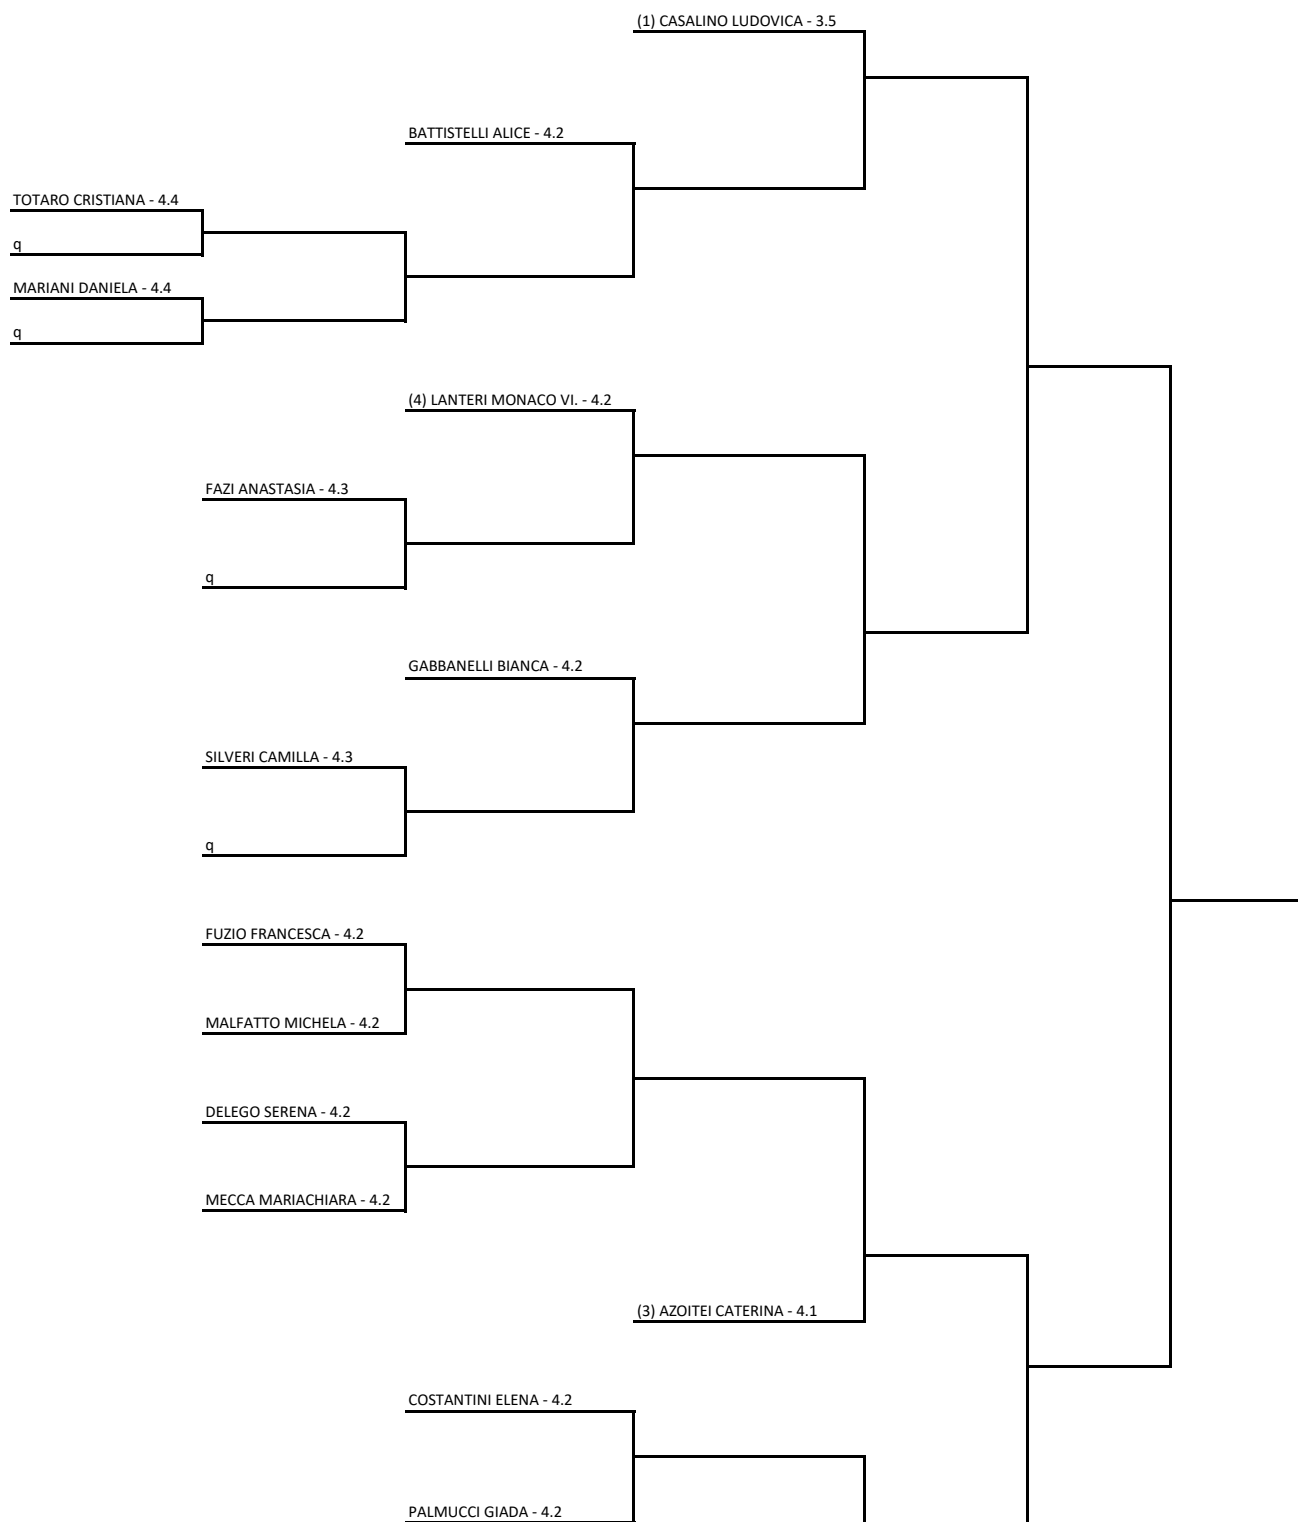 (1) CASALINO LUDOVICA - 3.5
BATTISTELLI ALICE - 4.2
TOTARO CRISTIANA - 4.4
q
MARIANI DANIELA - 4.4
q
(4) LANTERI MONACO VI. - 4.2
FAZI ANASTASIA - 4.3
q
GABBANELLI BIANCA - 4.2
SILVERI CAMILLA - 4.3
q
FUZIO FRANCESCA - 4.2
MALFATTO MICHELA - 4.2
DELEGO SERENA - 4.2
MECCA MARIACHIARA - 4.2
(3) AZOITEI CATERINA - 4.1
COSTANTINI ELENA - 4.2
PALMUCCI GIADA - 4.2